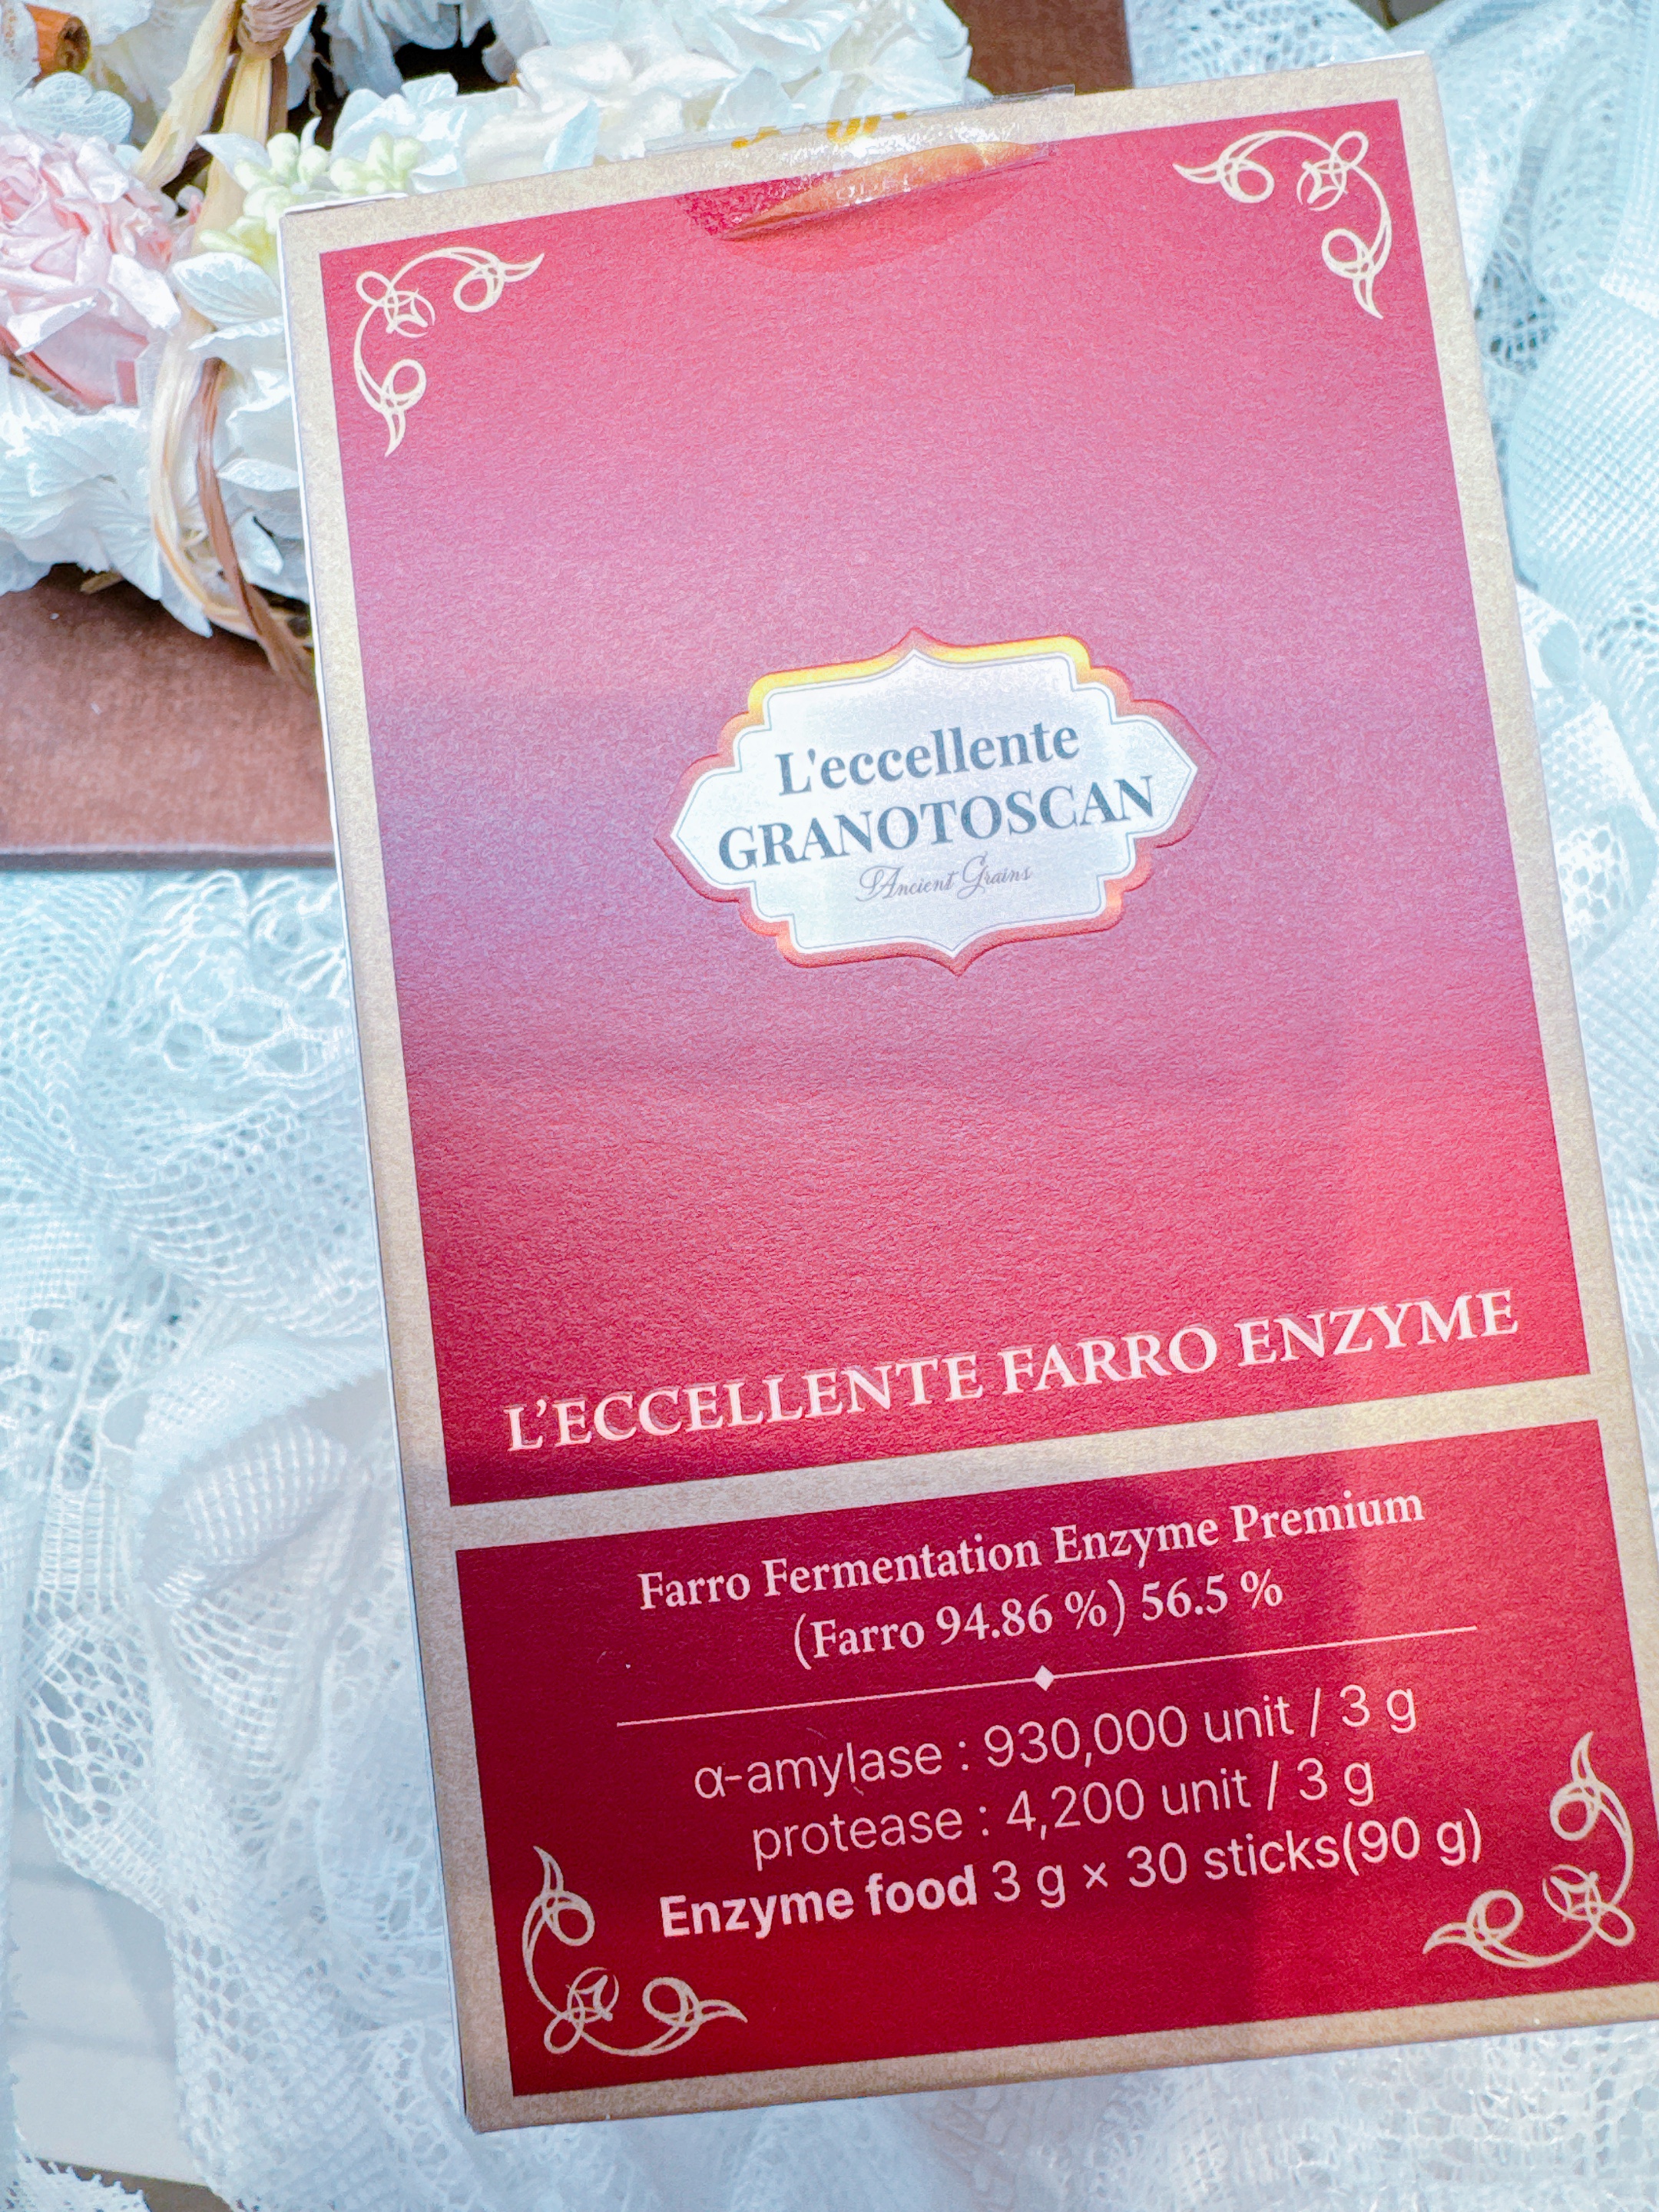 L'eccellente
GRANOTOSCAN
Ancient Grains
L’ECCELLENTE FARRO ENZYME
Farro Fermentation Enzyme Premium
(Farro 94.86 %) 56.5 %
α-amylase : 930,000 unit / 3 g
protease : 4,200 unit / 3 g
Enzyme food 3 g × 30 sticks(90 g)